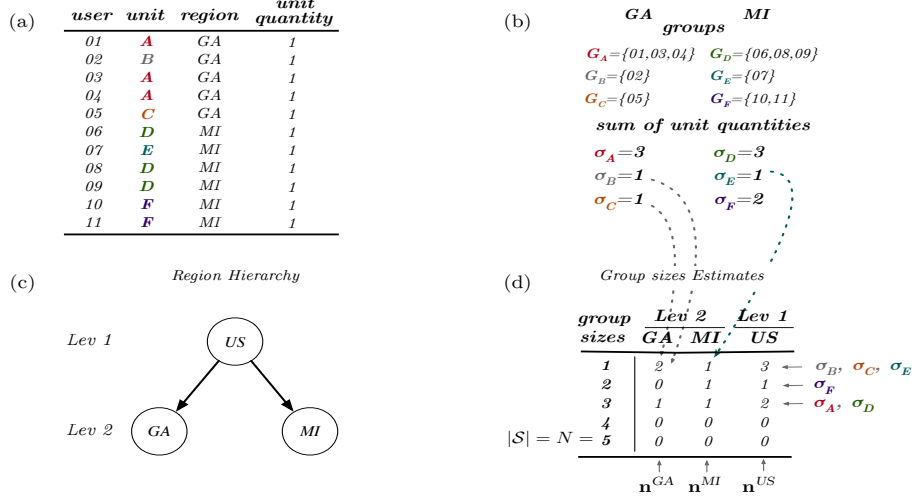 (a)
user unit region unit quantity
01 A GA 1
02 B GA 1
03 A GA 1
04 A GA 1
05 C GA 1
06 D MI 1
07 E MI 1
08 D MI 1
09 D MI 1
10 F MI 1
11 F MI 1
(b)
GA MI
groups
G_A={01,03,04} G_D={06,08,09}
G_B={02} G_E={07}
G_C={05} G_F={10,11}
sum of unit quantities
σ_A=3 σ_D=3
σ_B=1 σ_E=1
σ_C=1 σ_F=2
(c)
Region Hierarchy
Lev 1
US
Lev 2
GA
MI
(d)
Group sizes Estimates
group sizes Lev 2 Lev 1
GA MI US
1 2 1 3 σ_B, σ_C, σ_E
2 0 1 1 σ_F
3 1 1 2 σ_A, σ_D
4 0 0 0
|S| = N = 5 0 0 0
n^GA n^MI n^US